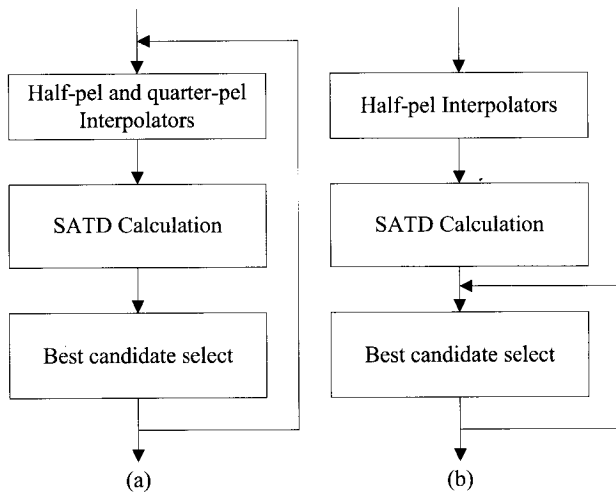 Half-pel and quarter-pel
Interpolators
SATD Calculation
Best candidate select
(a)
Half-pel Interpolators
SATD Calculation
Best candidate select
(b)